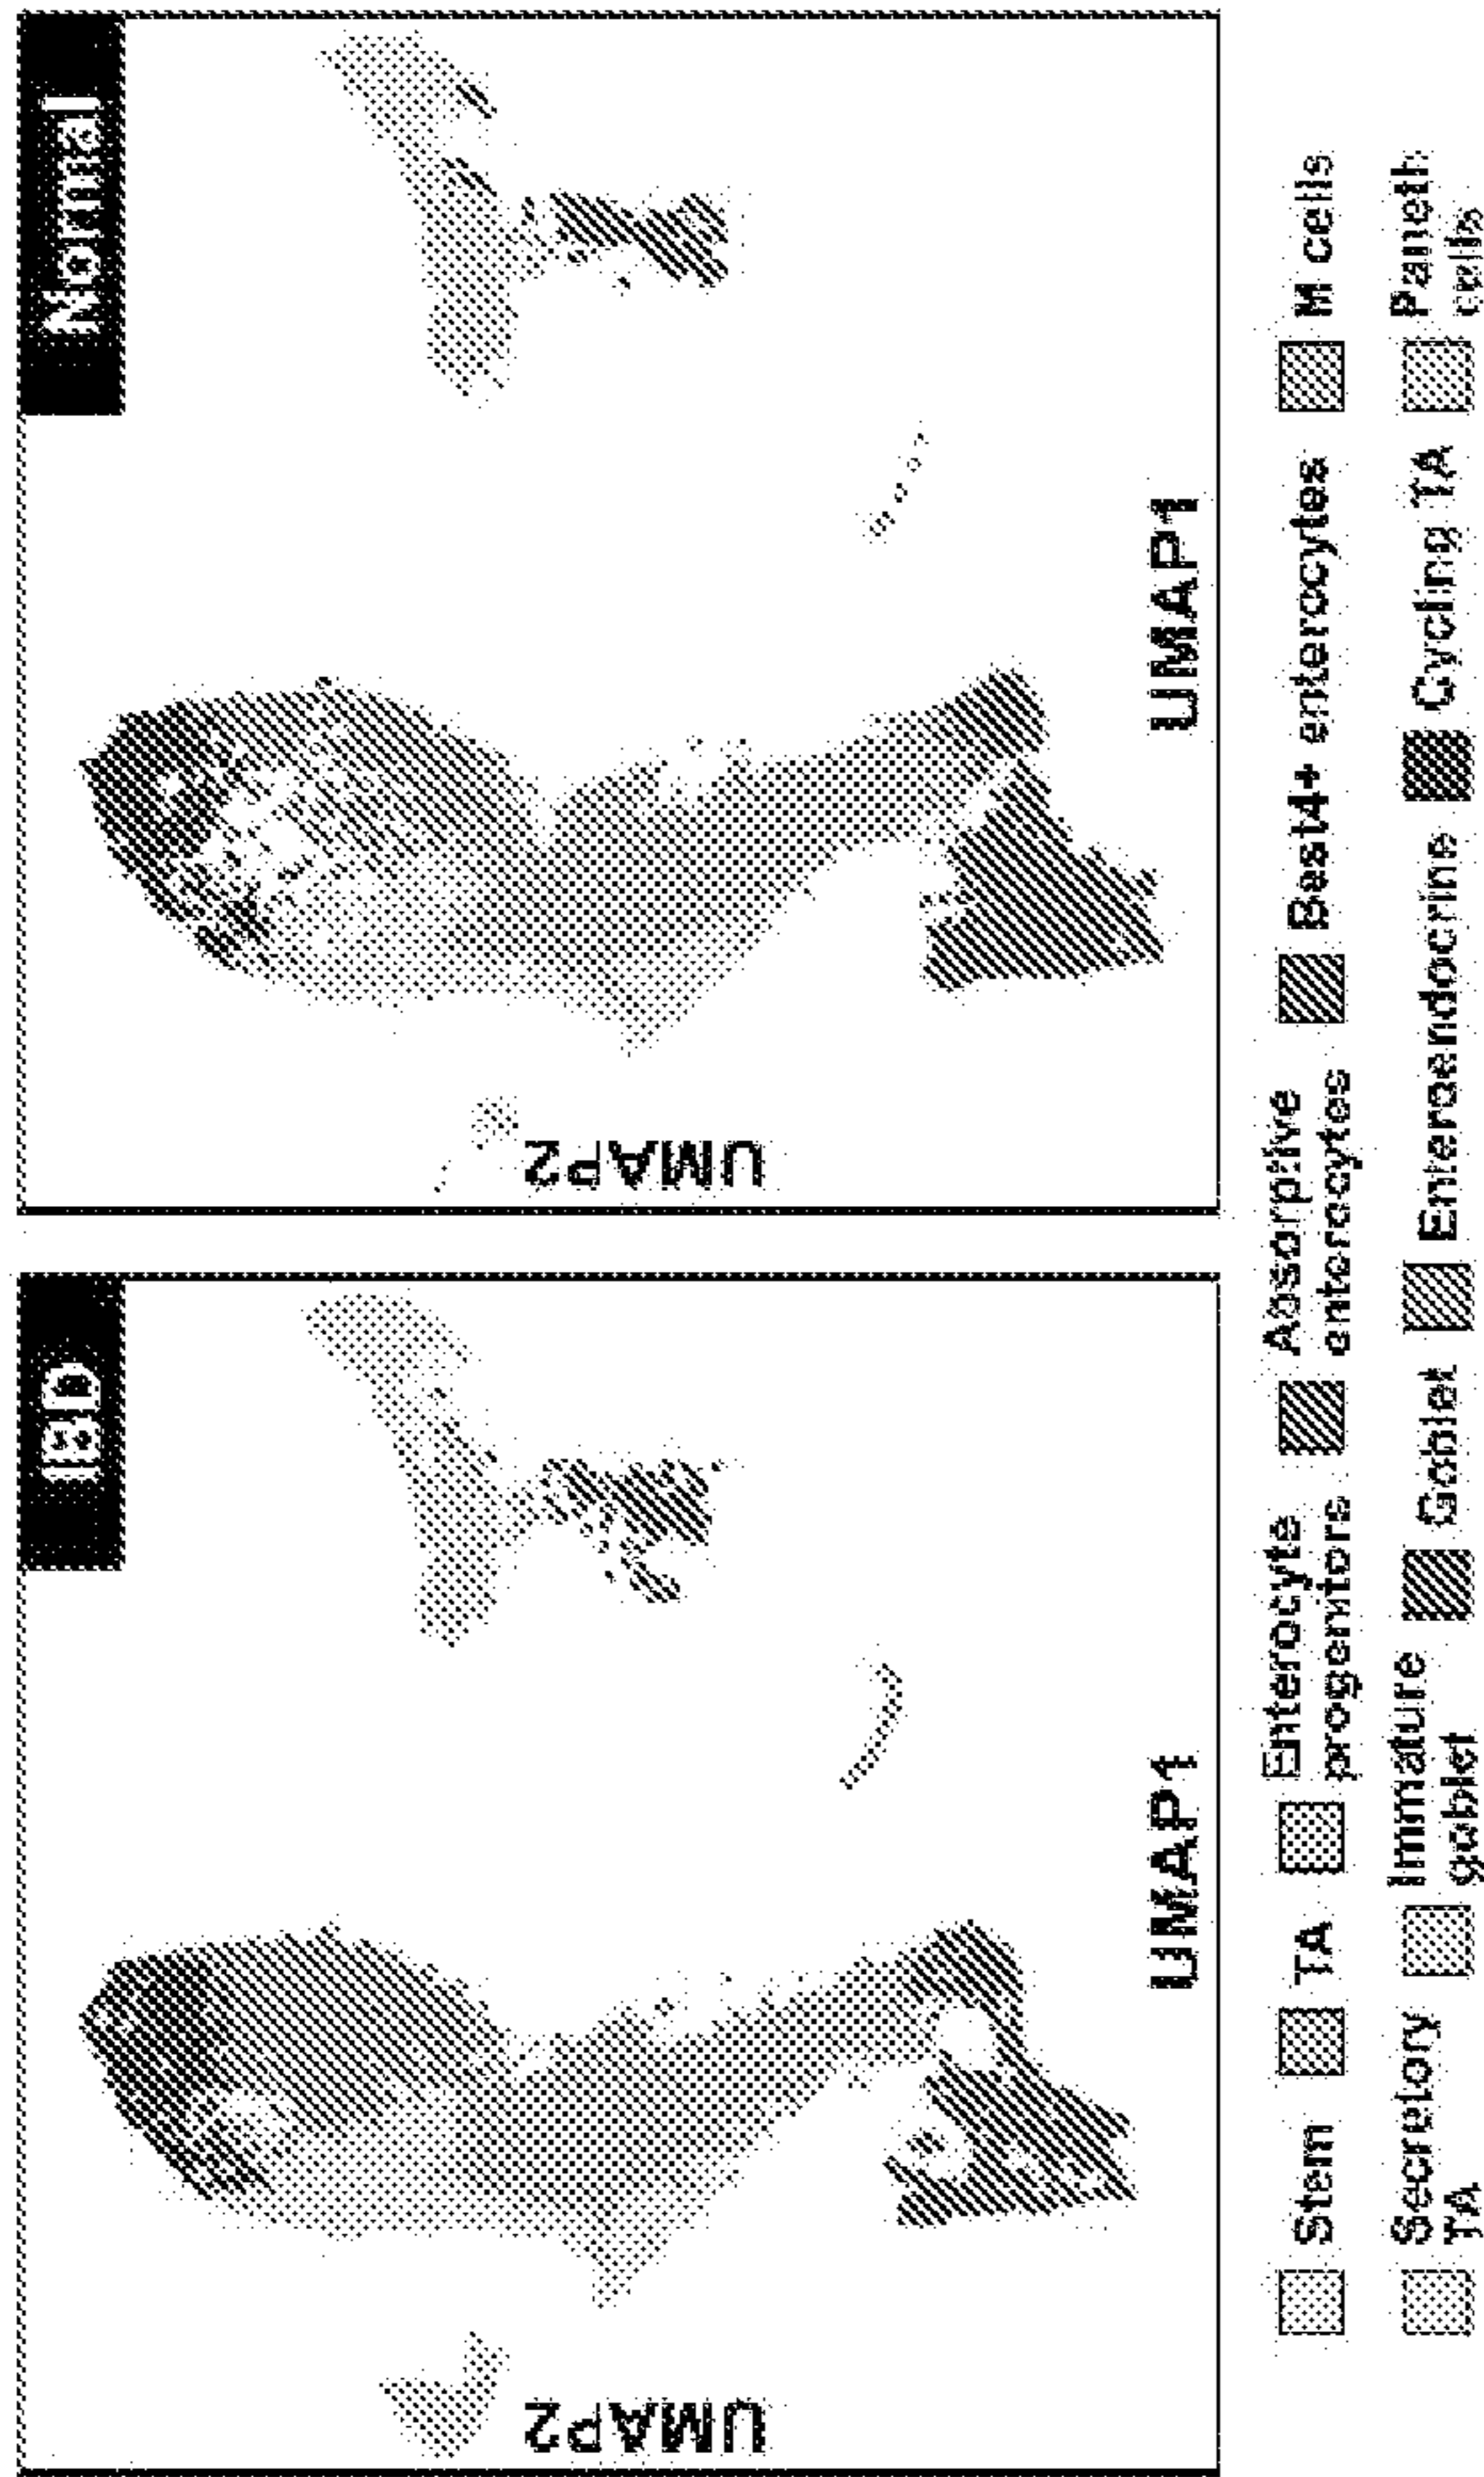 IBD
UMAP2
UMAP1
Normal
UMAP2
UMAP1
Stem
TA
Enterocyte
progenitors
Absorptive
enterocytes
Best4+ enterocytes
M cells
Secretory
TA
Immature
goblet
Goblet
Enteroendocrine
Cycling TA
Paneth
cells